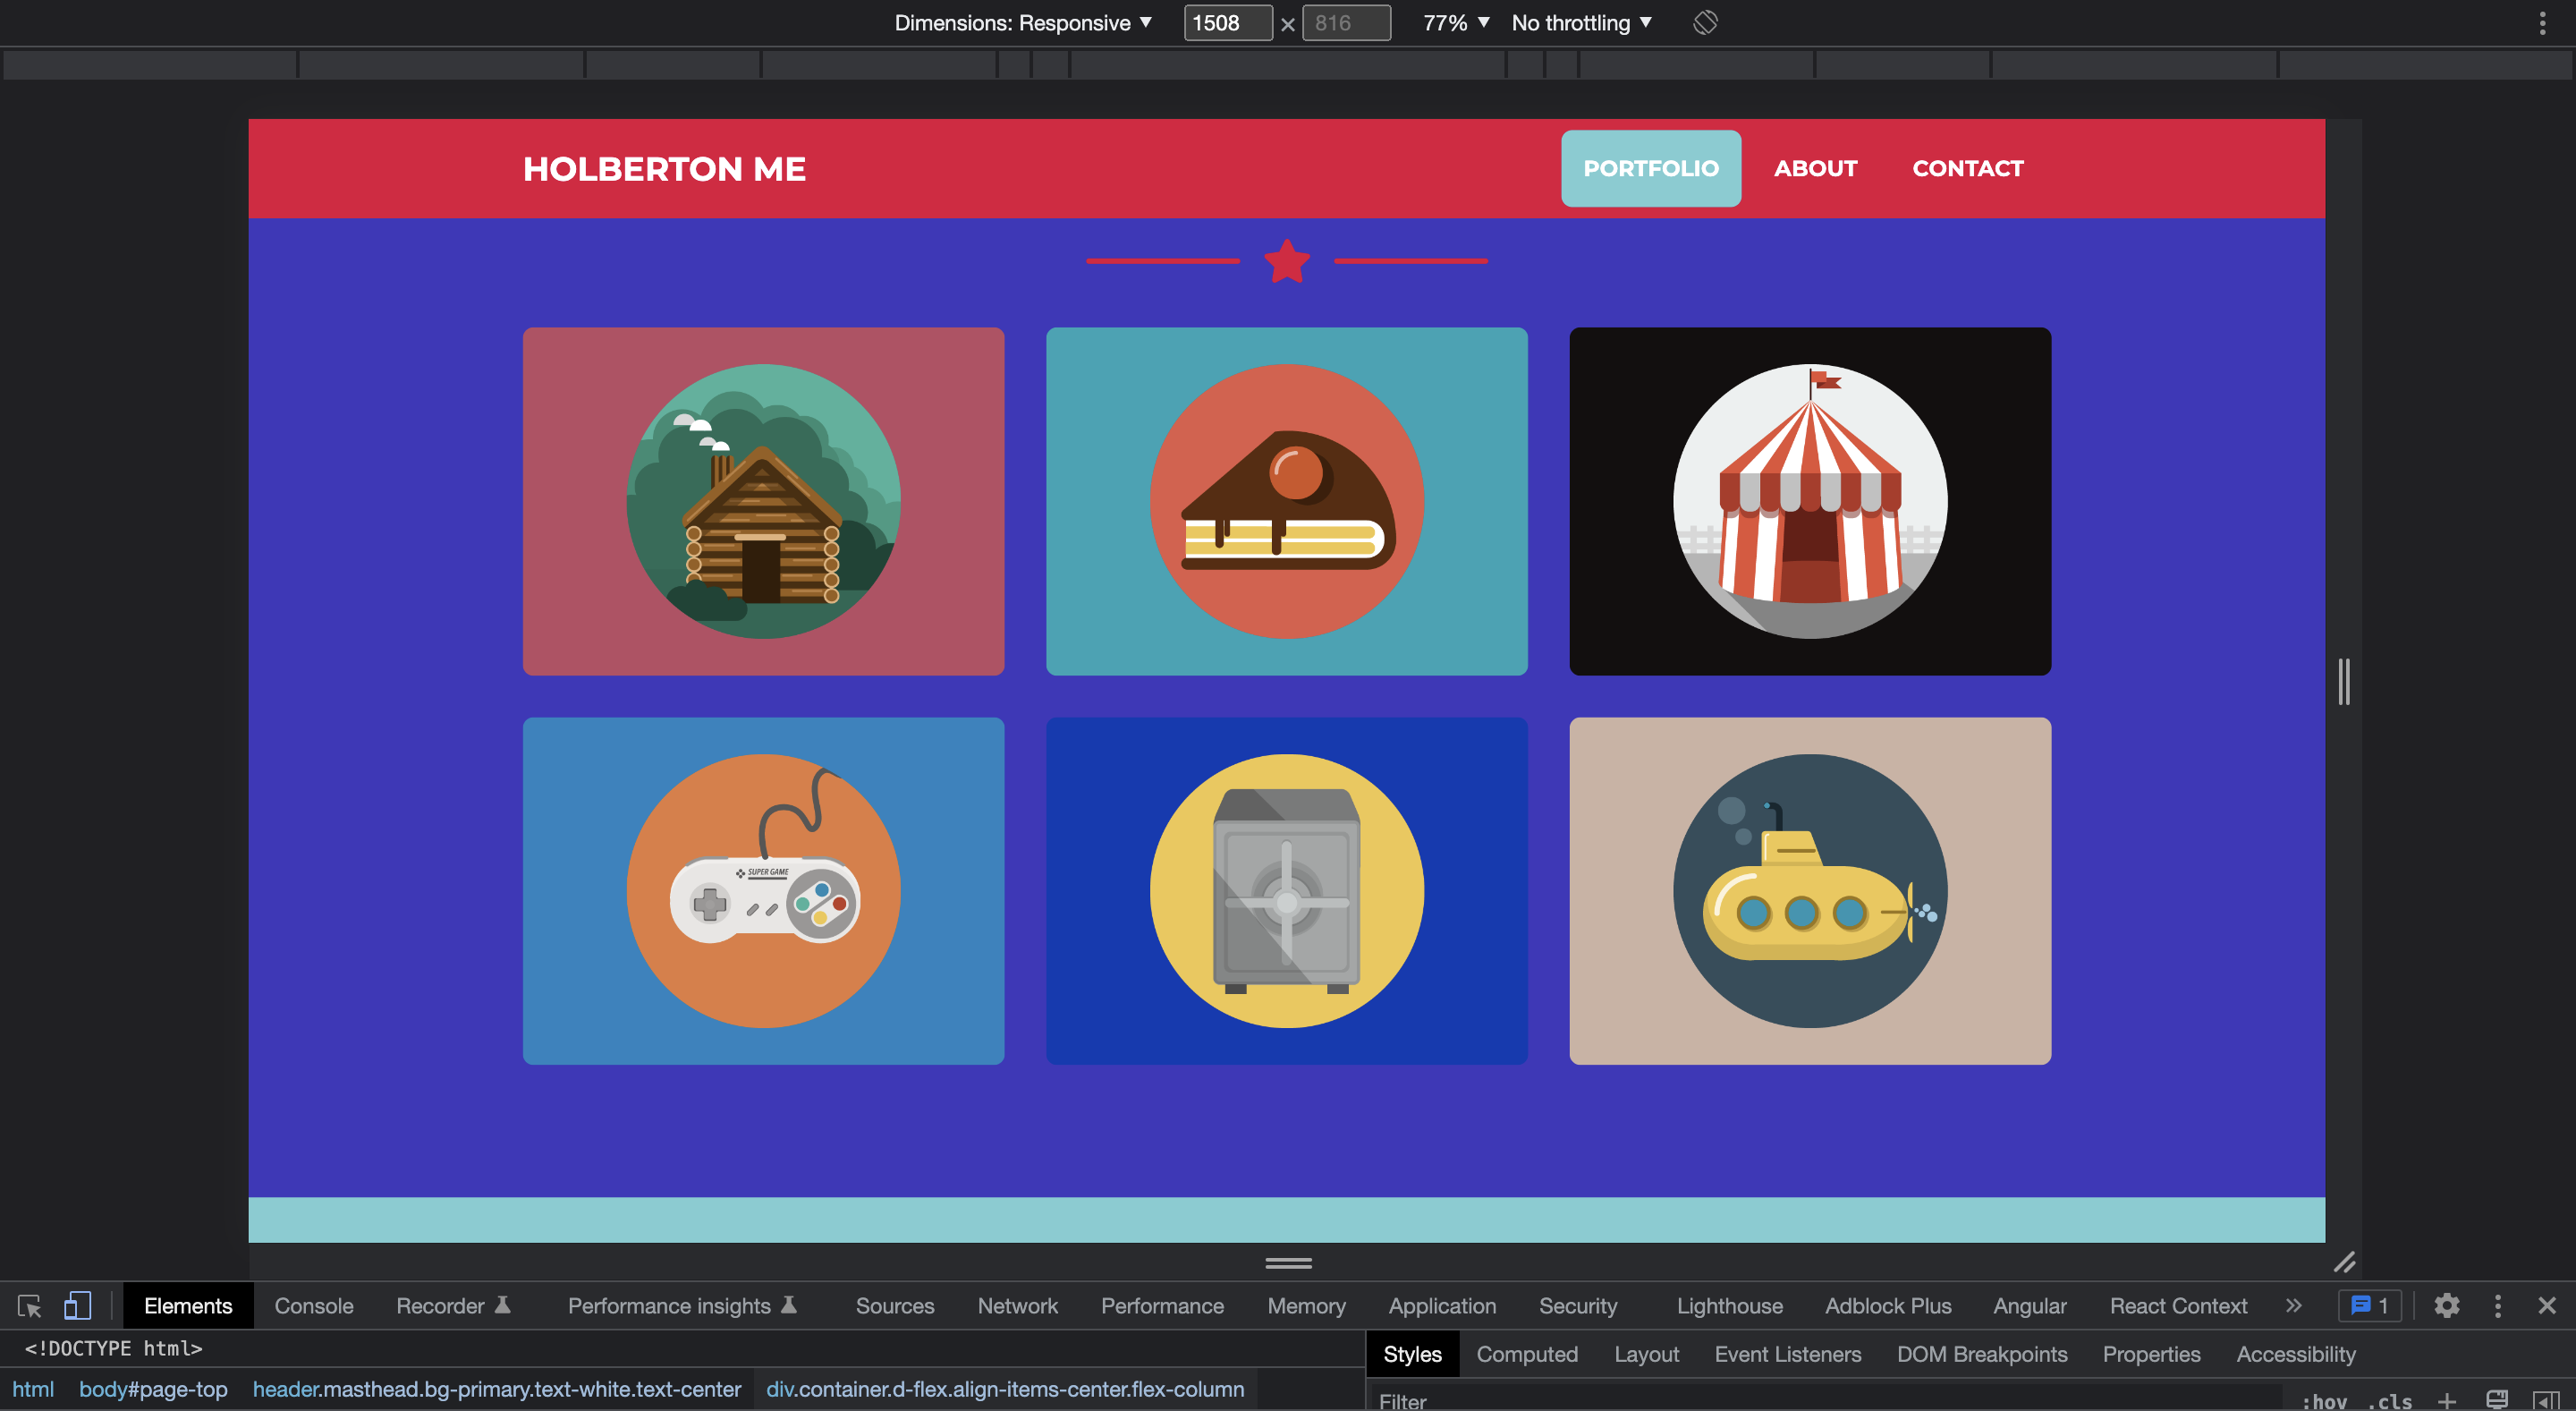 Dimensions: Responsive ▼ 1508 × 816 77% ▼ No throttling ▼
HOLBERTON ME PORTFOLIO ABOUT CONTACT
SUPER GAME
Elements Console Recorder Performance insights Sources Network Performance Memory Application Security Lighthouse Adblock Plus Angular React Context » 1
<!DOCTYPE html>
Styles Computed Layout Event Listeners DOM Breakpoints Properties Accessibility
html body#page-top header.masthead.bg-primary.text-white.text-center div.container.d-flex.align-items-center.flex-column
Filter :hov .cls +